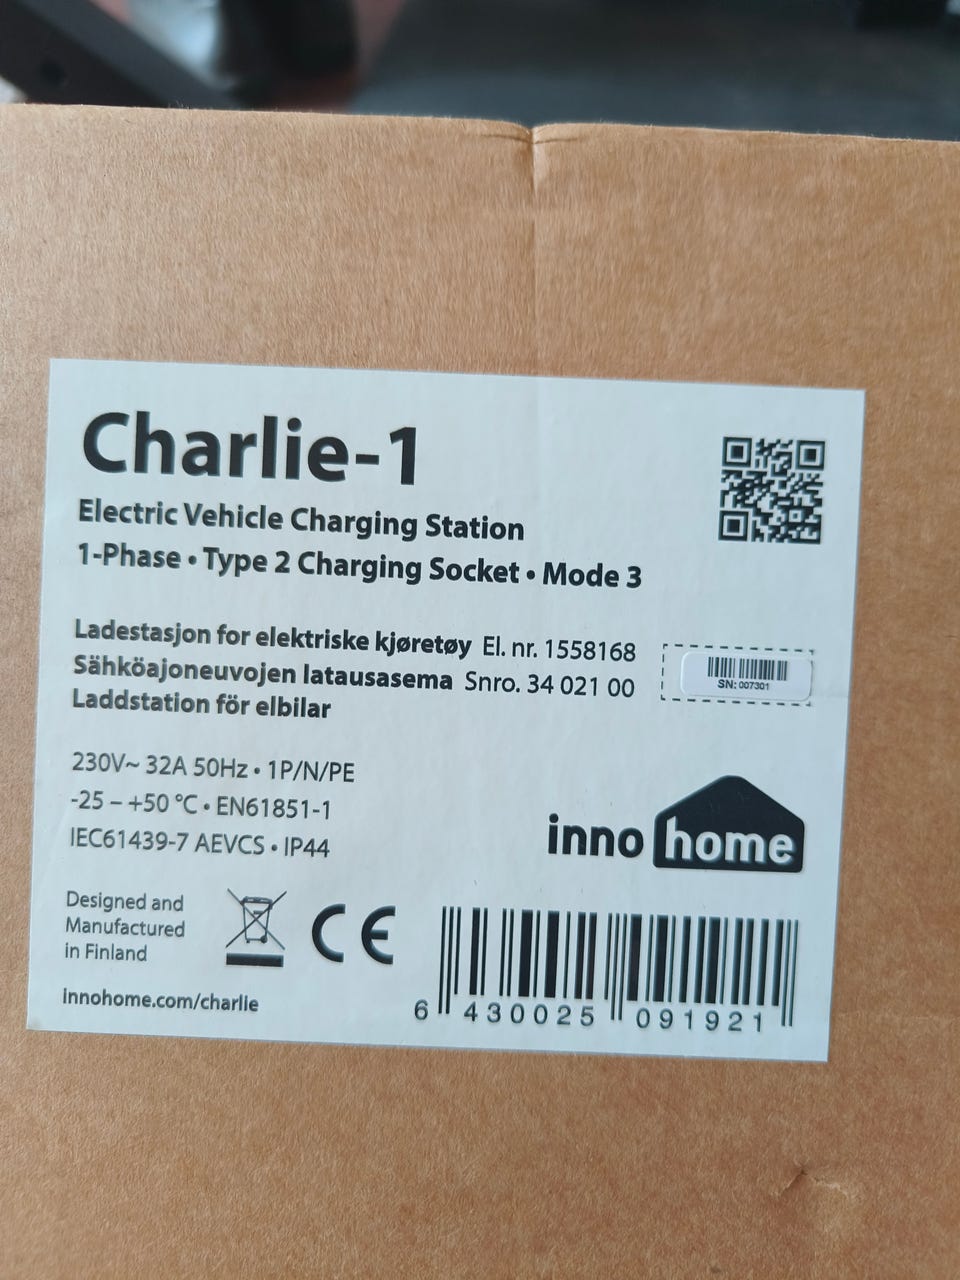 Charlie-1
Electric Vehicle Charging Station
1-Phase • Type 2 Charging Socket • Mode 3
Ladestasjon for elektriske kjøretøy El. nr. 1558168
Sähköajoneuvojen latausasema Snro. 34 021 00
Laddstation för elbilar
SN: 007301
230V~ 32A 50Hz • 1P/N/PE
-25 – +50 °C • EN61851-1
IEC61439-7 AEVCS • IP44
inno home
Designed and
Manufactured
in Finland
CE
innohome.com/charlie
6 430025 091921